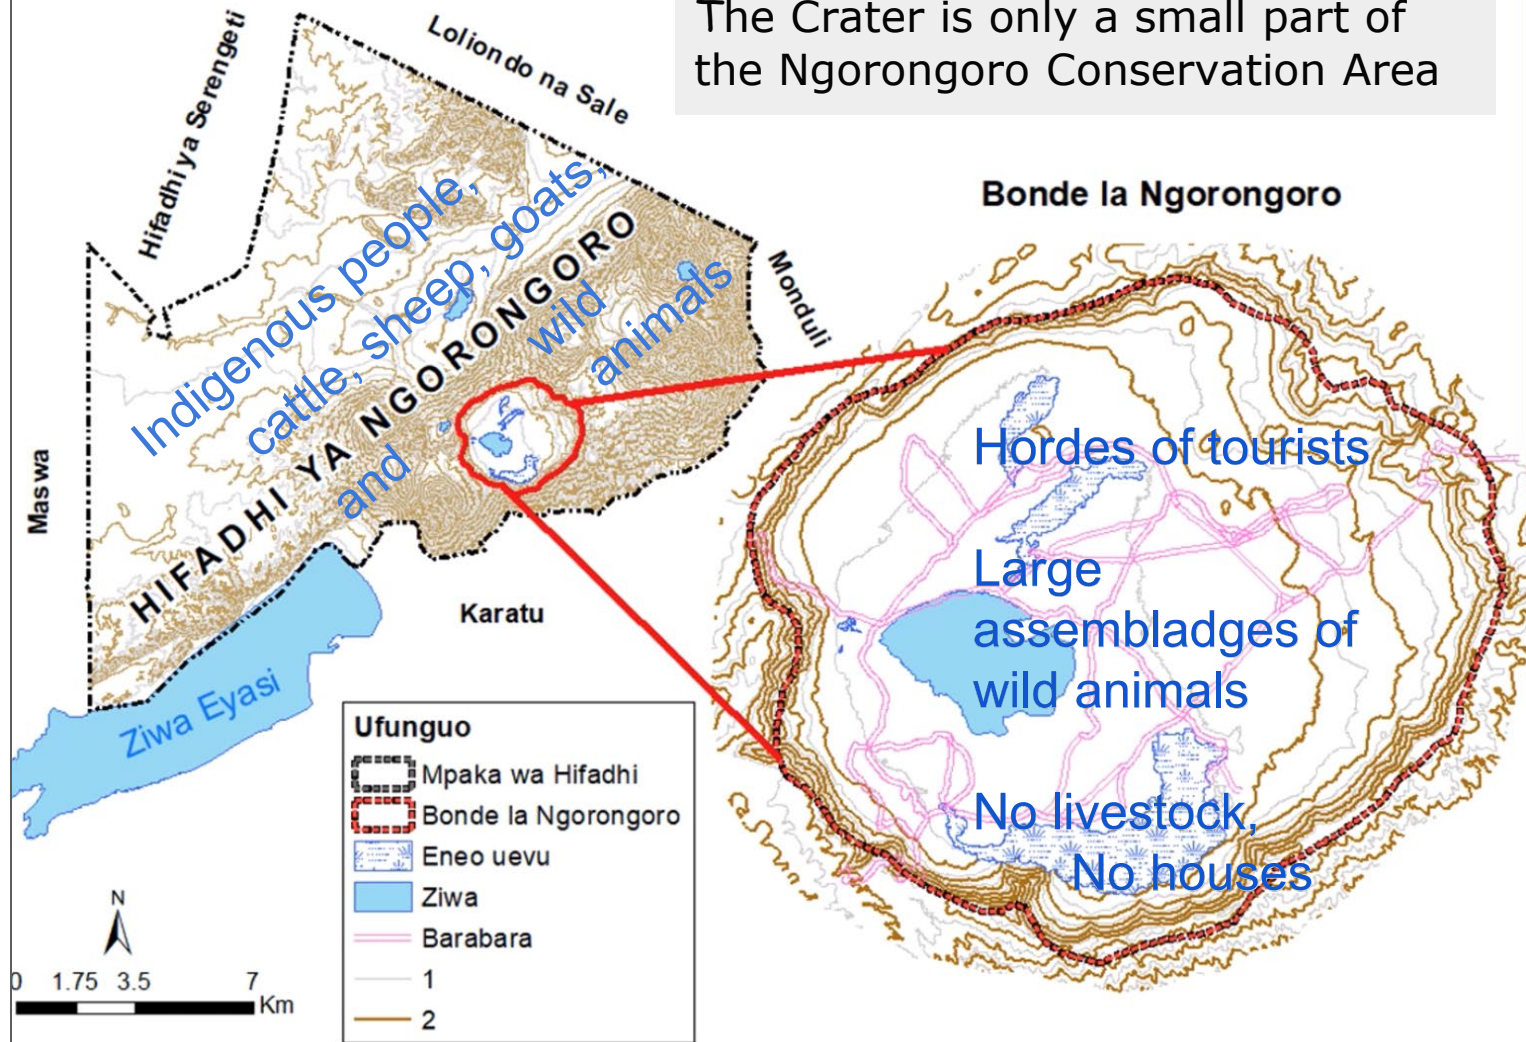 The Crater is only a small part of
the Ngorongoro Conservation Area
Hifadhi ya Serengeti
Loliondo na Sale
Indigenous people,
cattle, sheep, goats,
and wild
animals
HIFADHI YA NGORONGORO
Monduli
Maswa
Karatu
Ziwa Eyasi
Bonde la Ngorongoro
Hordes of tourists
Large
assembladges of
wild animals
No livestock,
No houses
Ufunguo
Mpaka wa Hifadhi
Bonde la Ngorongoro
Eneo uevu
Ziwa
Barabara
1
2
N
0 1.75 3.5 7
Km